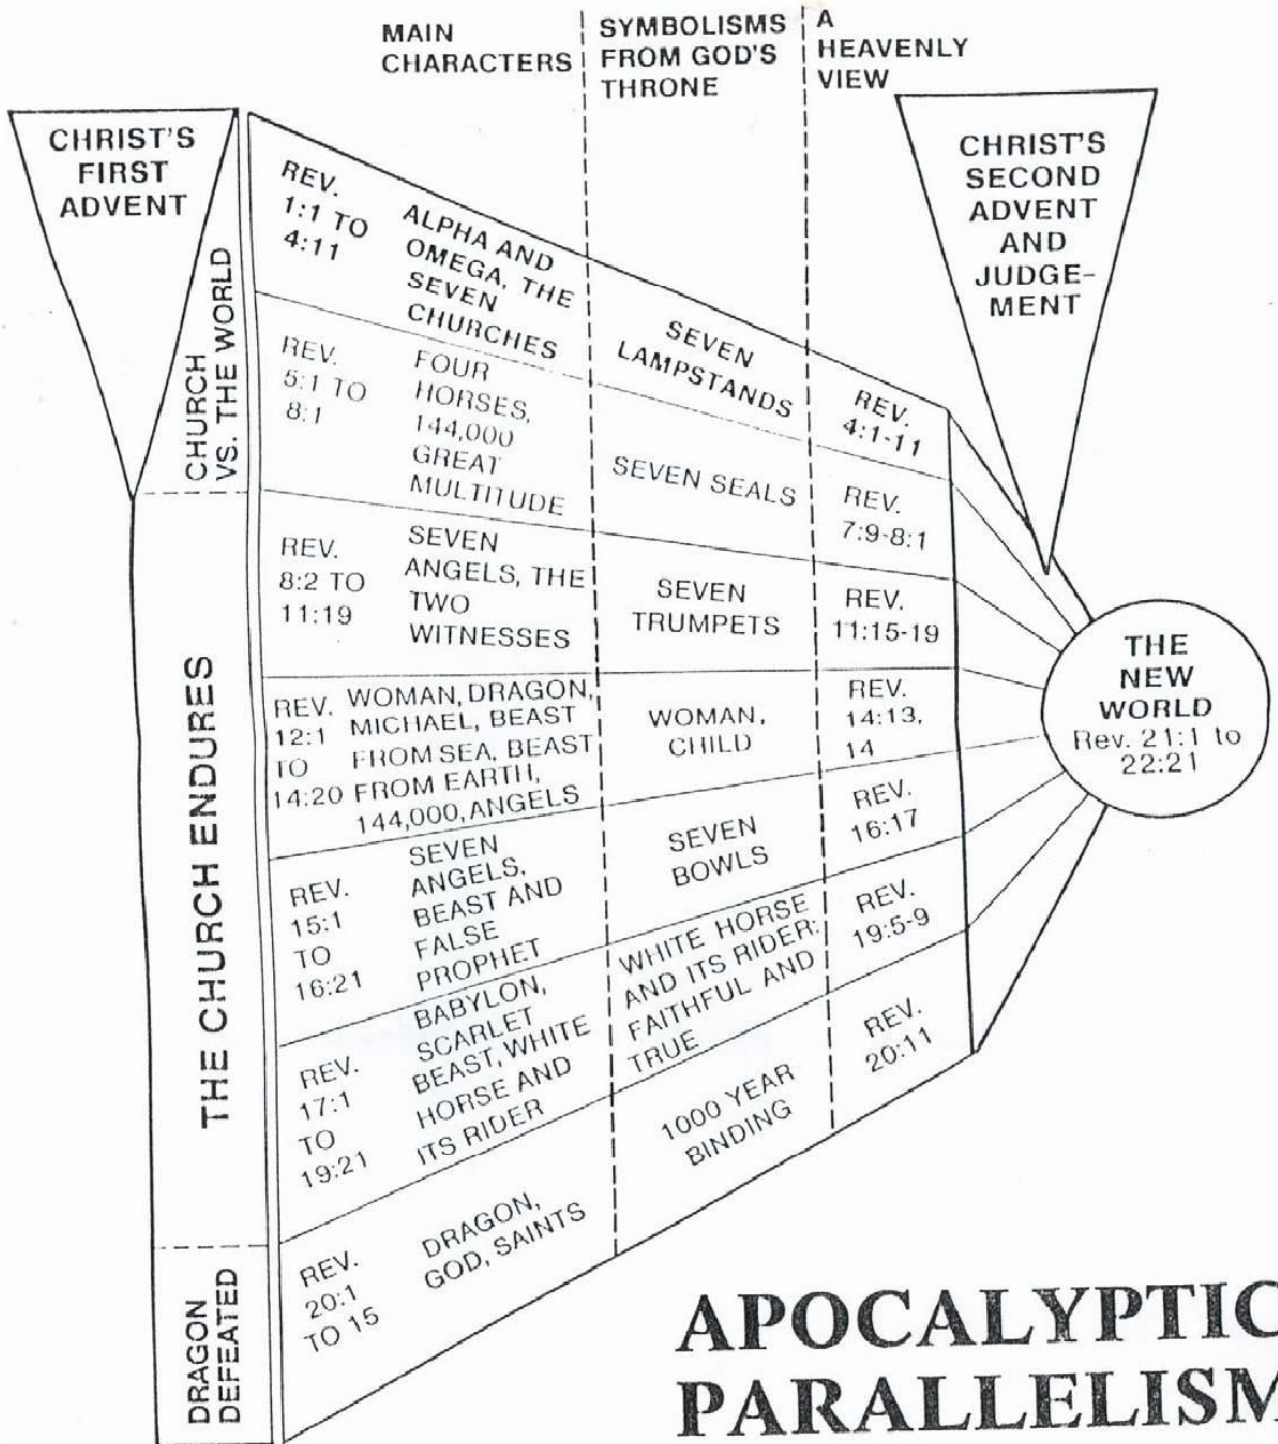 MAIN
CHARACTERS
SYMBOLISMS
FROM GOD'S
THRONE
A
HEAVENLY
VIEW
CHRIST'S
FIRST
ADVENT
CHRIST'S
SECOND
ADVENT
AND
JUDGE-
MENT
CHURCH
VS. THE WORLD
REV.
1:1 TO
4:11
ALPHA AND
OMEGA, THE
SEVEN
CHURCHES
SEVEN
LAMPSTANDS
REV.
4:1-11
REV.
5:1 TO
8:1
FOUR
HORSES,
144,000
GREAT
MULTITUDE
SEVEN SEALS
REV.
7:9-8:1
THE CHURCH ENDURES
REV.
8:2 TO
11:19
SEVEN
ANGELS, THE
TWO
WITNESSES
SEVEN
TRUMPETS
REV.
11:15-19
REV.
12:1
TO
14:20
WOMAN, DRAGON,
MICHAEL, BEAST
FROM SEA, BEAST
FROM EARTH,
144,000, ANGELS
WOMAN,
CHILD
REV.
14:13,
14
REV.
15:1
TO
16:21
SEVEN
ANGELS,
BEAST AND
FALSE
PROPHET
SEVEN
BOWLS
REV.
16:17
REV.
17:1
TO
19:21
BABYLON,
SCARLET
BEAST, WHITE
HORSE AND
ITS RIDER
WHITE HORSE
AND ITS RIDER:
FAITHFUL AND
TRUE
REV.
19:5-9
DRAGON
DEFEATED
REV.
20:1
TO 15
DRAGON,
GOD, SAINTS
1000 YEAR
BINDING
REV.
20:11
THE
NEW
WORLD
Rev. 21:1 to
22:21
APOCALYPTIC
PARALLELISM